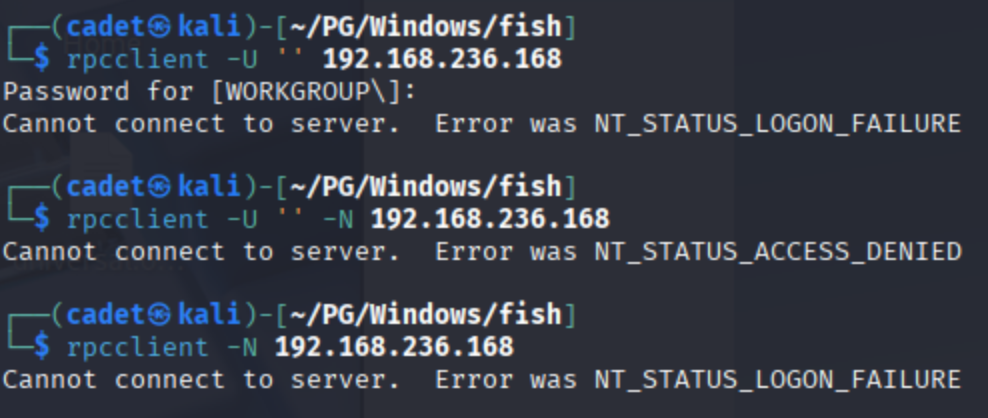 ┌──(cadet㉿kali)-[~/PG/Windows/fish]
└─$ rpcclient -U '' 192.168.236.168
Password for [WORKGROUP\]:
Cannot connect to server.  Error was NT_STATUS_LOGON_FAILURE
┌──(cadet㉿kali)-[~/PG/Windows/fish]
└─$ rpcclient -U '' -N 192.168.236.168
Cannot connect to server.  Error was NT_STATUS_ACCESS_DENIED
┌──(cadet㉿kali)-[~/PG/Windows/fish]
└─$ rpcclient -N 192.168.236.168
Cannot connect to server.  Error was NT_STATUS_LOGON_FAILURE